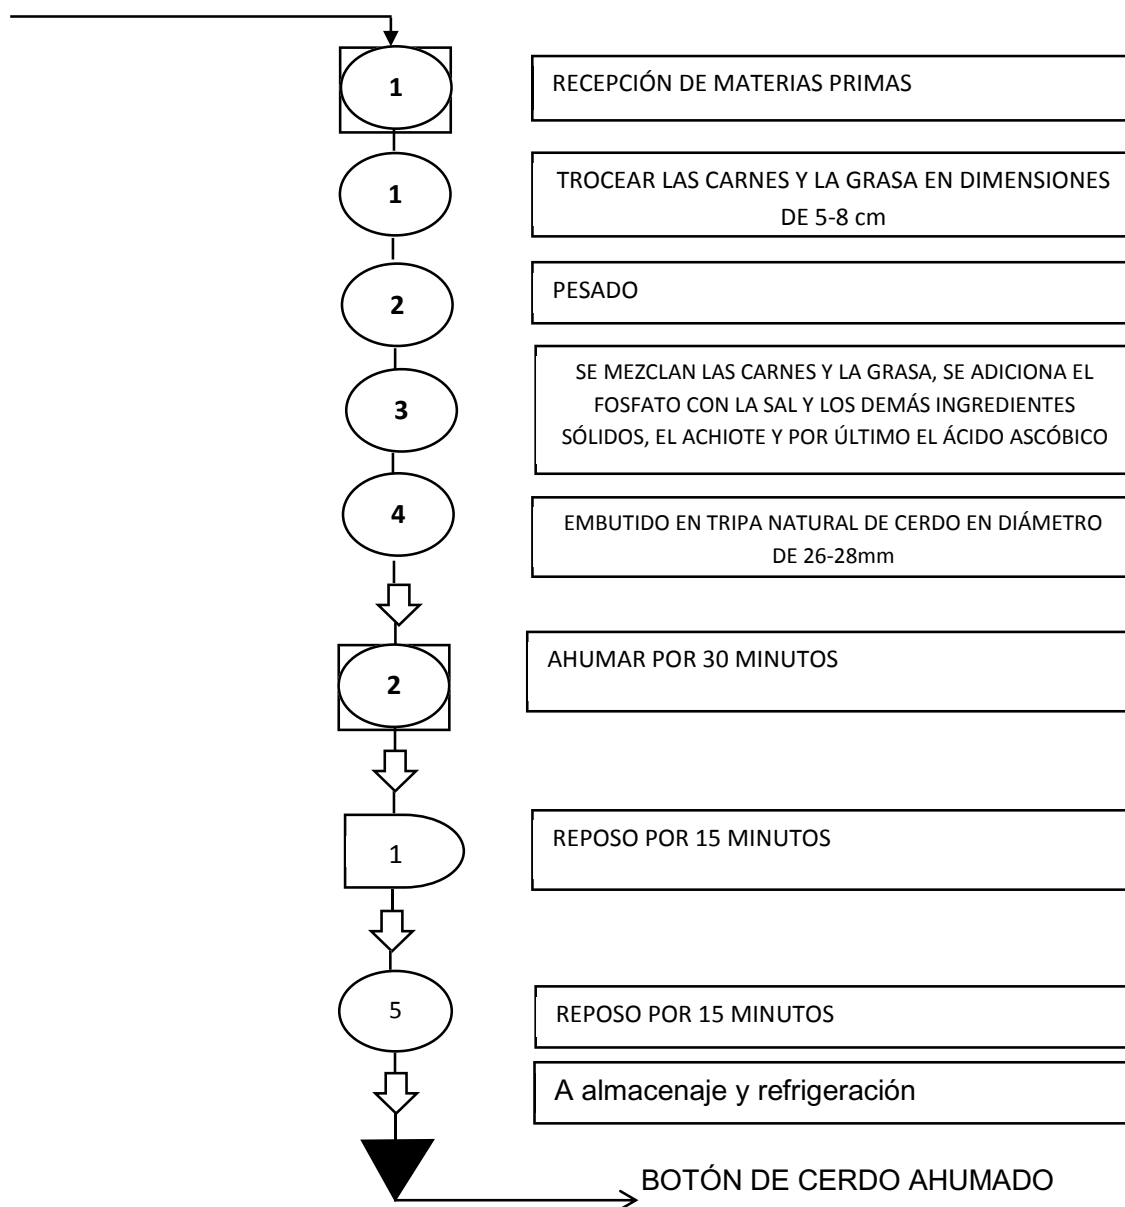 1
RECEPCIÓN DE MATERIAS PRIMAS
1
TROCEAR LAS CARNES Y LA GRASA EN DIMENSIONES
DE 5-8 cm
2
PESADO
3
SE MEZCLAN LAS CARNES Y LA GRASA, SE ADICIONA EL
FOSFATO CON LA SAL Y LOS DEMÁS INGREDIENTES
SÓLIDOS, EL ACHIOTE Y POR ÚLTIMO EL ÁCIDO ASCÓBICO
4
EMBUTIDO EN TRIPA NATURAL DE CERDO EN DIÁMETRO
DE 26-28mm
2
AHUMAR POR 30 MINUTOS
1
REPOSO POR 15 MINUTOS
5
REPOSO POR 15 MINUTOS
A almacenaje y refrigeración
BOTÓN DE CERDO AHUMADO